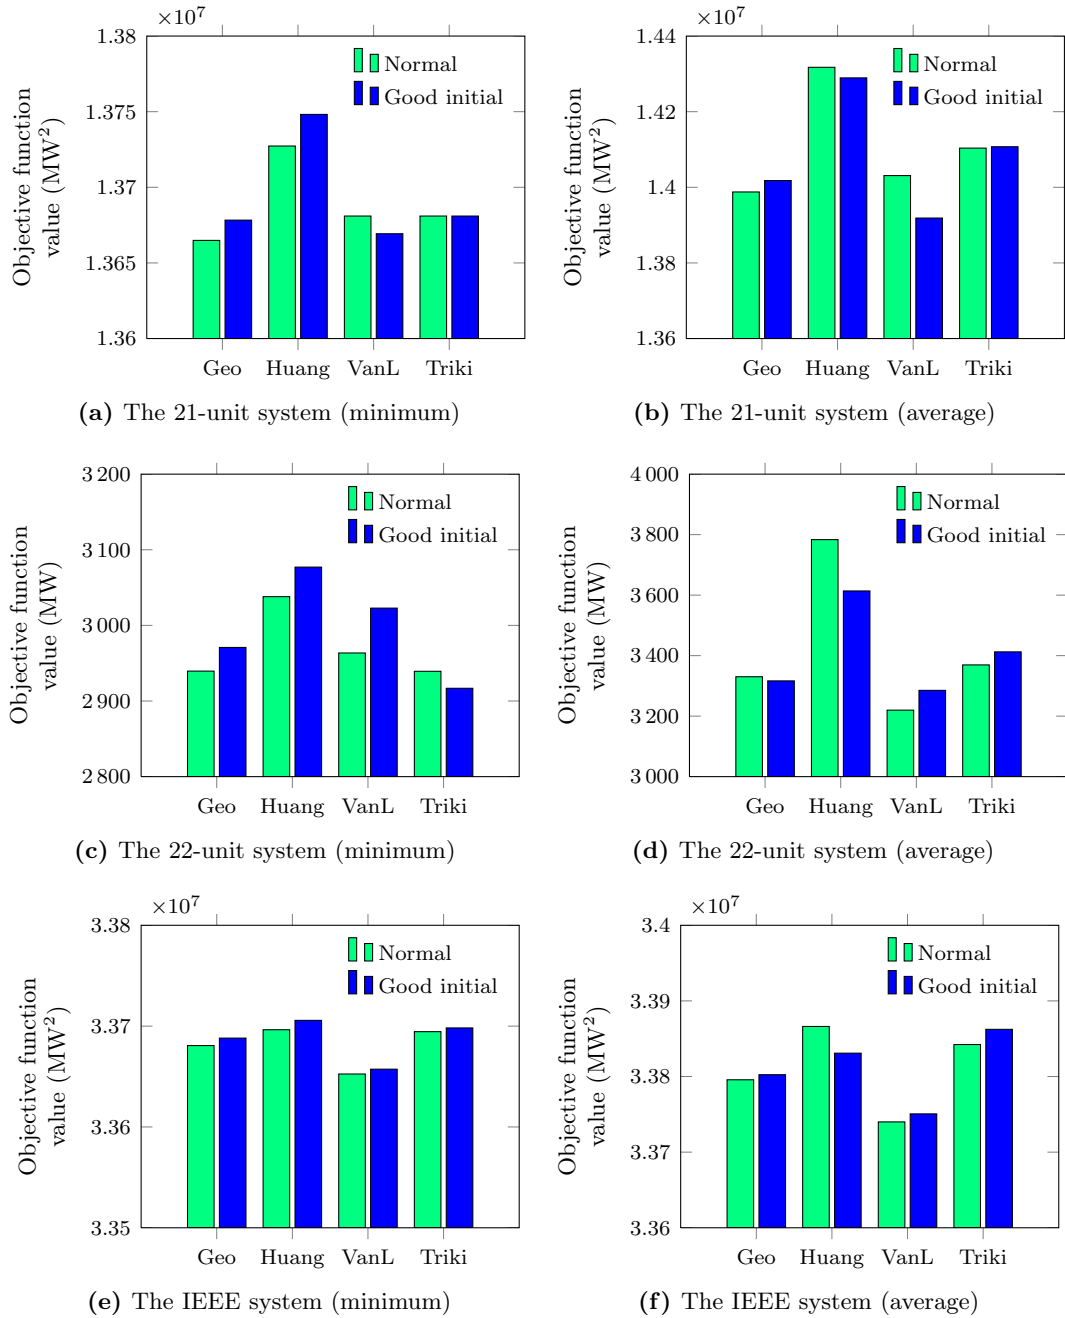 ×10⁷
1.38
1.375
1.37
1.365
1.36
Objective function
value (MW²)
Normal
Good initial
Geo Huang VanL Triki
(a) The 21-unit system (minimum)
×10⁷
1.44
1.42
1.4
1.38
1.36
Objective function
value (MW²)
Normal
Good initial
Geo Huang VanL Triki
(b) The 21-unit system (average)
3 200
3 100
3 000
2 900
2 800
Objective function
value (MW)
Normal
Good initial
Geo Huang VanL Triki
(c) The 22-unit system (minimum)
4 000
3 800
3 600
3 400
3 200
3 000
Objective function
value (MW)
Normal
Good initial
Geo Huang VanL Triki
(d) The 22-unit system (average)
×10⁷
3.38
3.37
3.36
3.35
Objective function
value (MW²)
Normal
Good initial
Geo Huang VanL Triki
(e) The IEEE system (minimum)
×10⁷
3.4
3.39
3.38
3.37
3.36
Objective function
value (MW²)
Normal
Good initial
Geo Huang VanL Triki
(f) The IEEE system (average)